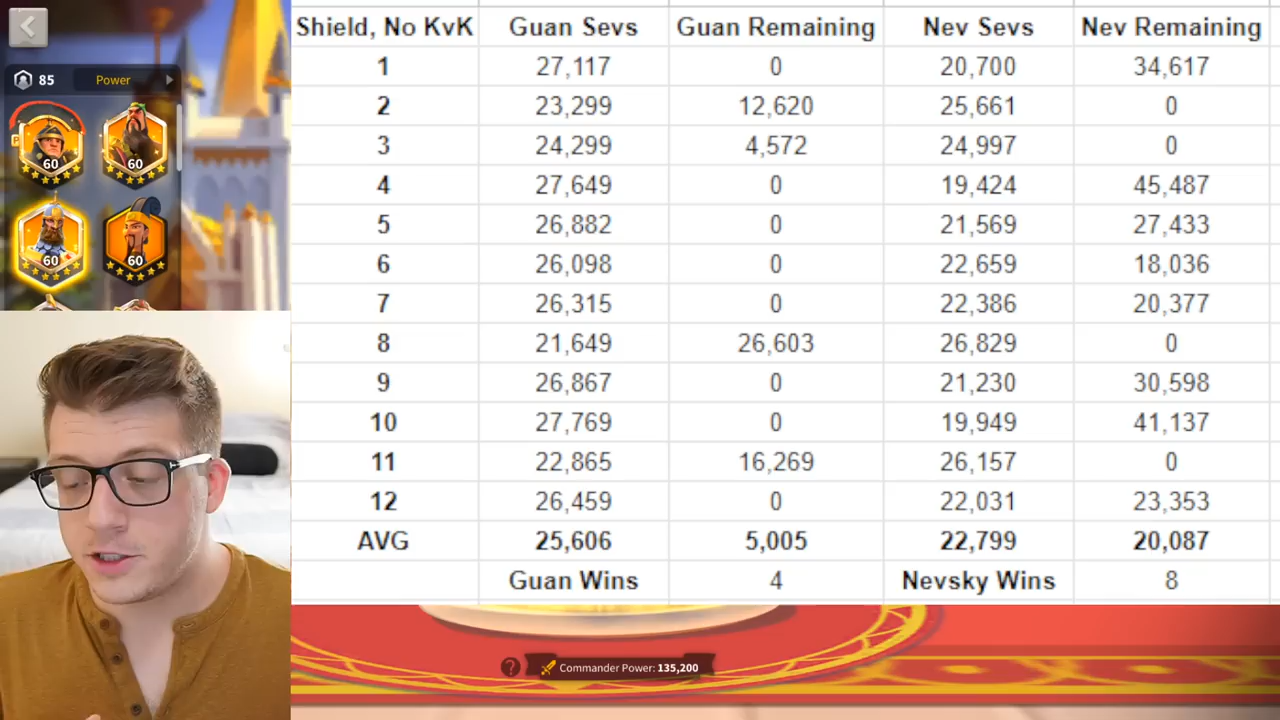 Shield, No KvK Guan Sevs Guan Remaining Nev Sevs Nev Remaining
1 27,117 0 20,700 34,617
2 23,299 12,620 25,661 0
3 24,299 4,572 24,997 0
4 27,649 0 19,424 45,487
5 26,882 0 21,569 27,433
6 26,098 0 22,659 18,036
7 26,315 0 22,386 20,377
8 21,649 26,603 26,829 0
9 26,867 0 21,230 30,598
10 27,769 0 19,949 41,137
11 22,865 16,269 26,157 0
12 26,459 0 22,031 23,353
AVG 25,606 5,005 22,799 20,087
Guan Wins 4 Nevsky Wins 8
85 Power
60 60
60 60
? Commander Power: 135,200